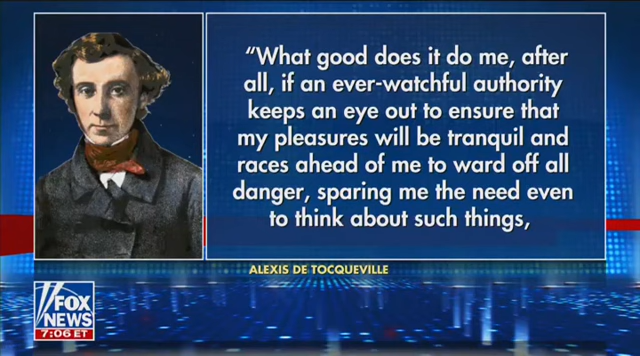 “What good does it do me, after
all, if an ever-watchful authority
keeps an eye out to ensure that
my pleasures will be tranquil and
races ahead of me to ward off all
danger, sparing me the need even
to think about such things,
ALEXIS DE TOCQUEVILLE
FOX
NEWS
7:06 ET